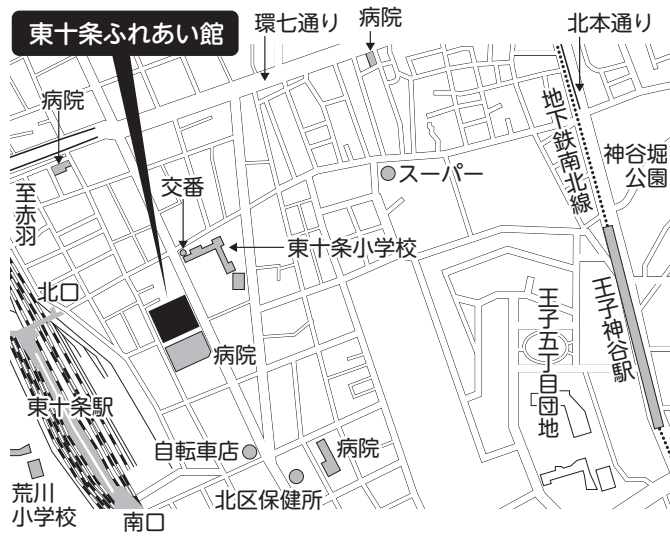 東十条ふれあい館
環七通り
病院
北本通り
病院
地下鉄南北線
神谷堀
公園
スーパー
交番
至赤羽
東十条小学校
北口
王子神谷駅
王子五丁目団地
病院
東十条駅
自転車店
病院
荒川
小学校
北区保健所
南口